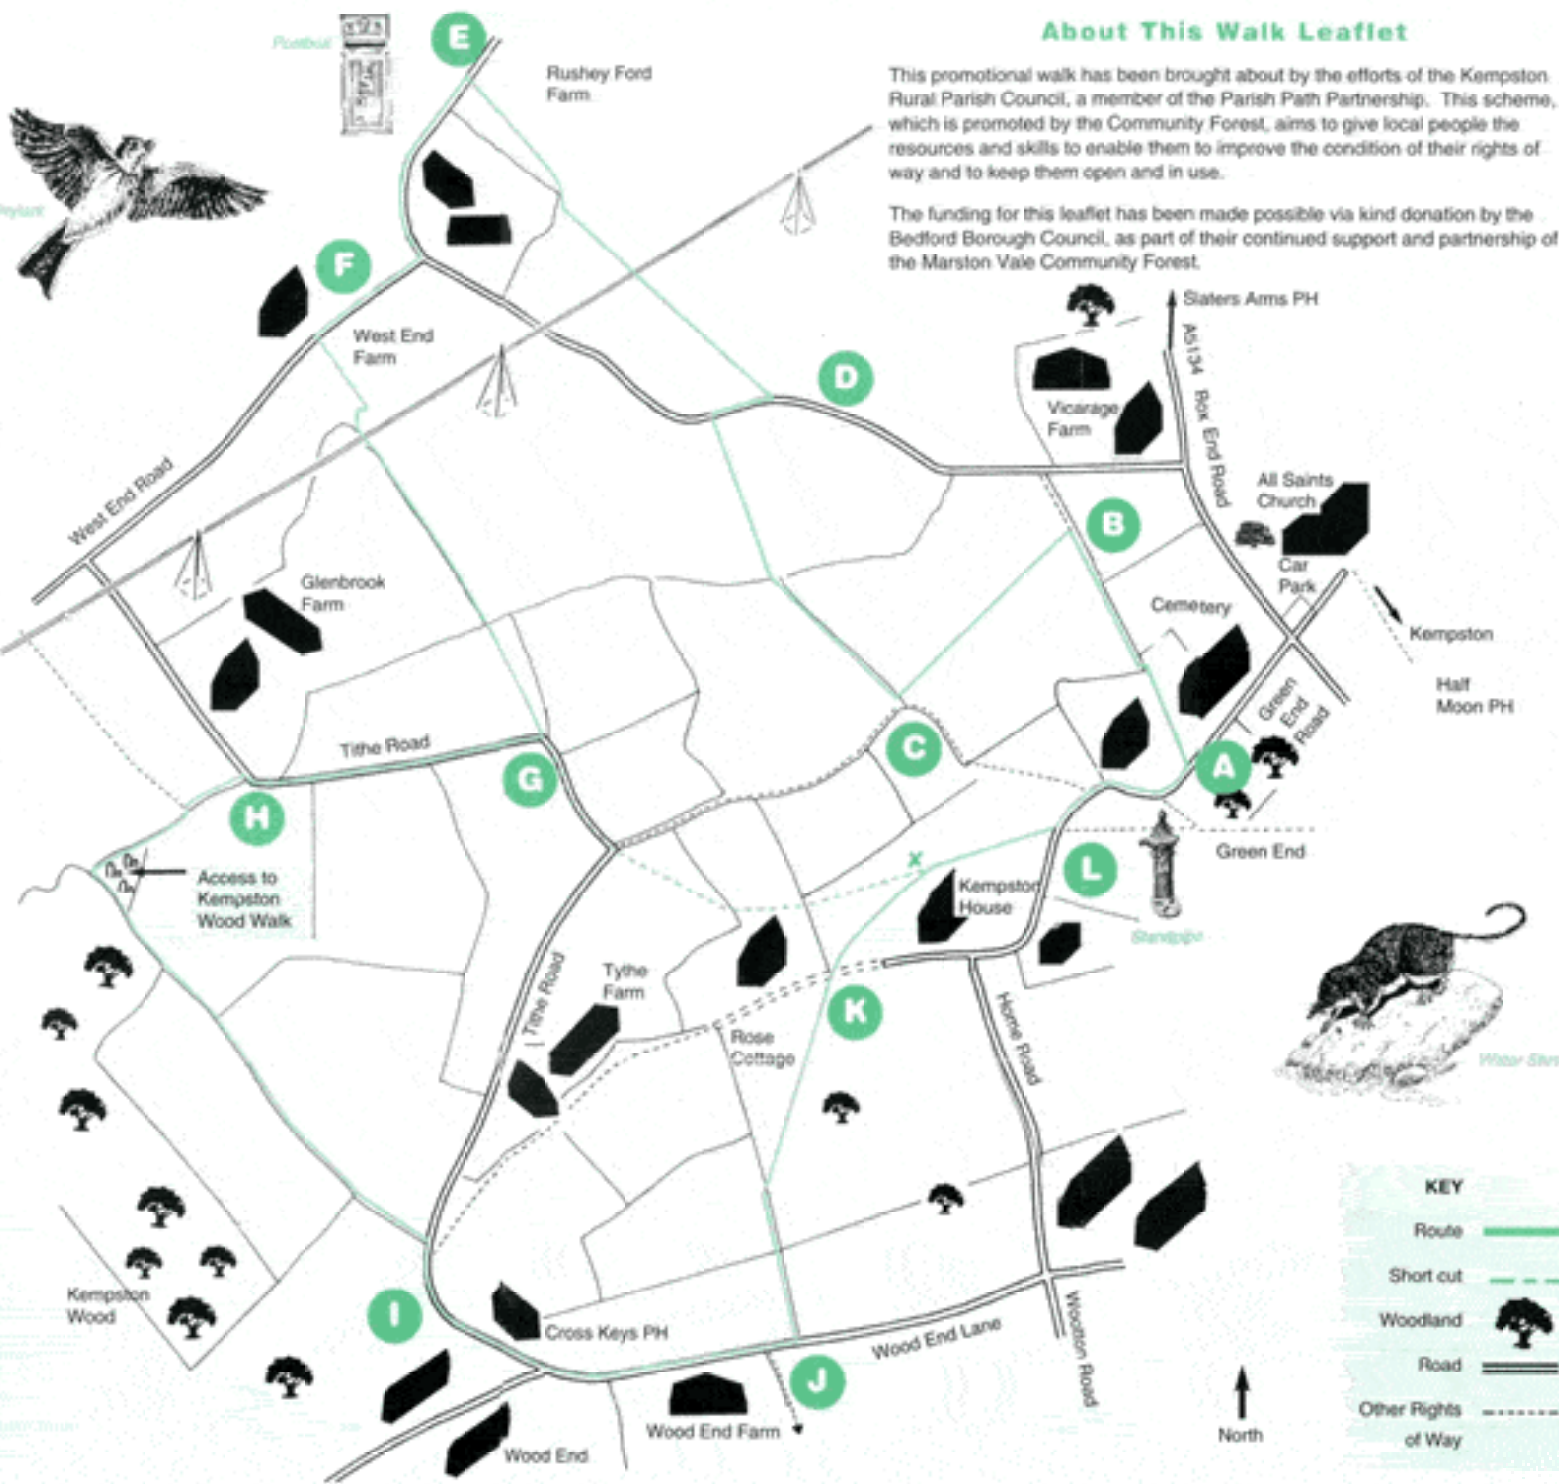 About This Walk Leaflet
This promotional walk has been brought about by the efforts of the Kempston
Rural Parish Council, a member of the Parish Path Partnership. This scheme,
which is promoted by the Community Forest, aims to give local people the
resources and skills to enable them to improve the condition of their rights of
way and to keep them open and in use.
The funding for this leaflet has been made possible via kind donation by the
Bedford Borough Council, as part of their continued support and partnership of
the Marston Vale Community Forest.
E
Rushey Ford
Farm
F
West End
Farm
West End Road
D
Slaters Arms PH
A5134 Box End Road
Vicarage
Farm
All Saints
Church
B
Car
Park
Cemetery
Kempston
Half
Moon PH
Green
End
Road
Glenbrook
Farm
Tithe Road
C
A
G
H
Access to
Kempston
Wood Walk
x
L
Green End
Kempston
House
Standpipe
Tithe Road
Tythe
Farm
K
Rose
Cottage
Home Road
Kempston
Wood
I
Cross Keys PH
Wood End Lane
Wootton Road
J
Wood End Farm
Wood End
North
KEY
Route
Short cut
Woodland
Road
Other Rights
of Way